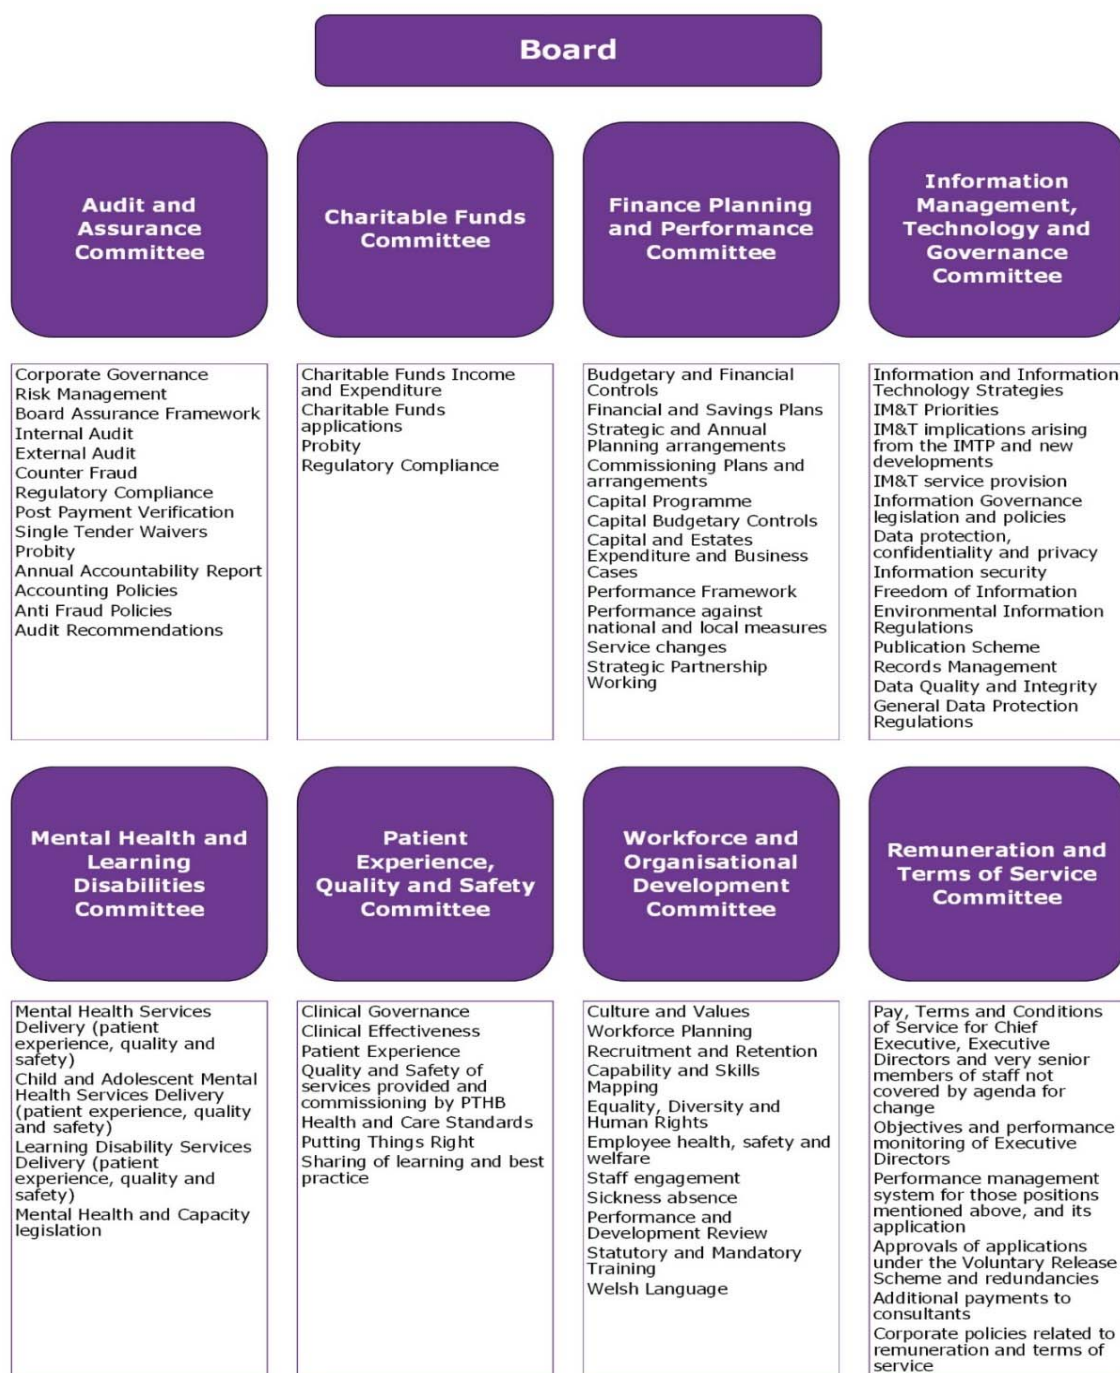 Board
Audit and
Assurance
Committee
Charitable Funds
Committee
Finance Planning
and Performance
Committee
Information
Management,
Technology and
Governance
Committee
Corporate Governance
Risk Management
Board Assurance Framework
Internal Audit
External Audit
Counter Fraud
Regulatory Compliance
Post Payment Verification
Single Tender Waivers
Probity
Annual Accountability Report
Accounting Policies
Anti Fraud Policies
Audit Recommendations
Charitable Funds Income
and Expenditure
Charitable Funds
applications
Probity
Regulatory Compliance
Budgetary and Financial
Controls
Financial and Savings Plans
Strategic and Annual
Planning arrangements
Commissioning Plans and
arrangements
Capital Programme
Capital Budgetary Controls
Capital and Estates
Expenditure and Business
Cases
Performance Framework
Performance against
national and local measures
Service changes
Strategic Partnership
Working
Information and Information
Technology Strategies
IM&T Priorities
IM&T implications arising
from the IMTP and new
developments
IM&T service provision
Information Governance
legislation and policies
Data protection,
confidentiality and privacy
Information security
Freedom of Information
Environmental Information
Regulations
Publication Scheme
Records Management
Data Quality and Integrity
General Data Protection
Regulations
Mental Health and
Learning
Disabilities
Committee
Patient
Experience,
Quality and Safety
Committee
Workforce and
Organisational
Development
Committee
Remuneration and
Terms of Service
Committee
Mental Health Services
Delivery (patient
experience, quality and
safety)
Child and Adolescent Mental
Health Services Delivery
(patient experience, quality
and safety)
Learning Disability Services
Delivery (patient
experience, quality and
safety)
Mental Health and Capacity
legislation
Clinical Governance
Clinical Effectiveness
Patient Experience
Quality and Safety of
services provided and
commissioning by PTHB
Health and Care Standards
Putting Things Right
Sharing of learning and best
practice
Culture and Values
Workforce Planning
Recruitment and Retention
Capability and Skills
Mapping
Equality, Diversity and
Human Rights
Employee health, safety and
welfare
Staff engagement
Sickness absence
Performance and
Development Review
Statutory and Mandatory
Training
Welsh Language
Pay, Terms and Conditions
of Service for Chief
Executive, Executive
Directors and very senior
members of staff not
covered by agenda for
change
Objectives and performance
monitoring of Executive
Directors
Performance management
system for those positions
mentioned above, and its
application
Approvals of applications
under the Voluntary Release
Scheme and redundancies
Additional payments to
consultants
Corporate policies related to
remuneration and terms of
service